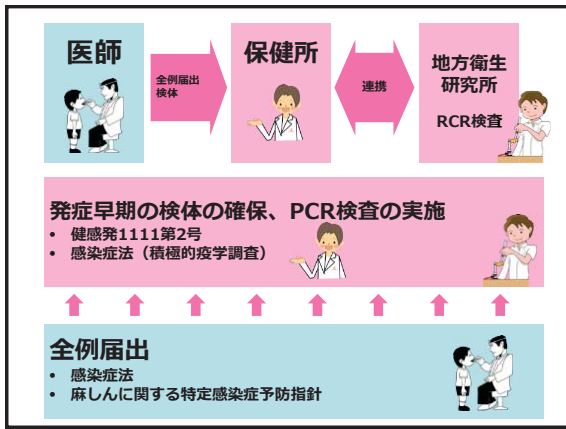 医師
全例届出
検体
保健所
連携
地方衛生
研究所
RCR検査
発症早期の検体の確保、PCR検査の実施
• 健感発1111第2号
• 感染症法（積極的疫学調査）
全例届出
• 感染症法
• 麻しんに関する特定感染症予防指針